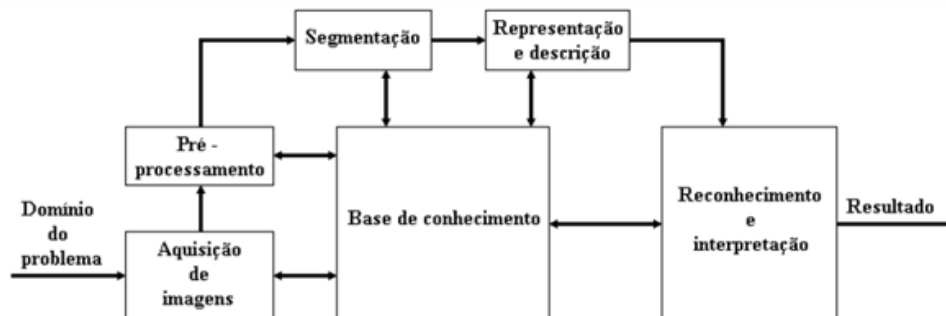 Segmentação
Representação
e descrição
Pré -
processamento
Domínio
do
problema
Aquisição
de
imagens
Base de conhecimento
Reconhecimento
e
interpretação
Resultado